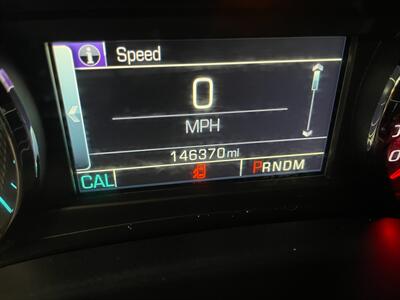 Speed
0
MPH
146370mi
CAL
PRNDM